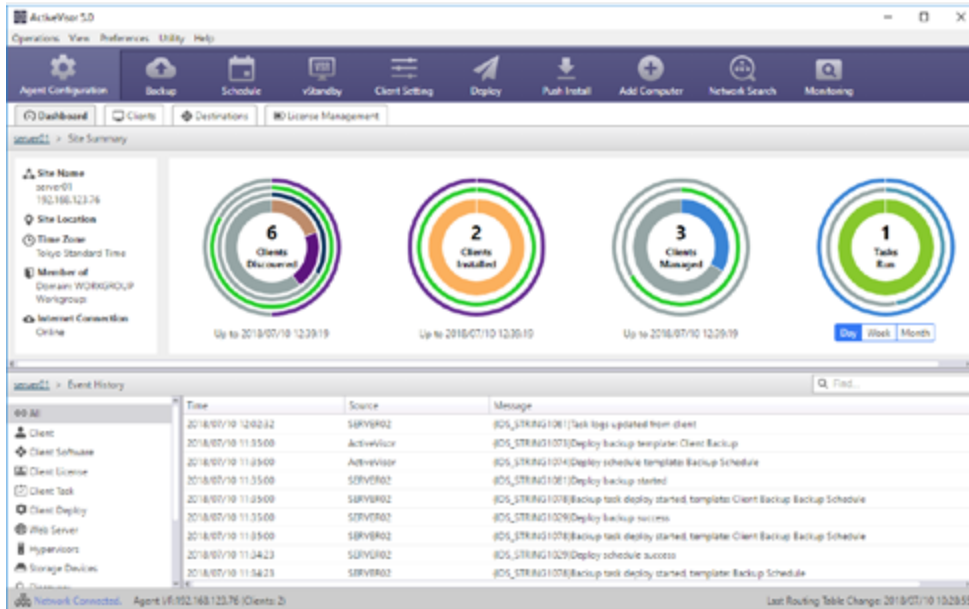 ActiveVisor 5.0
Operations View Preferences Utility Help
Agent Configuration Backup Schedule vStandby Client Setting Deploy Push Install Add Computer Network Search Monitoring
Dashboard Clients Destinations License Management
server01 > Site Summary
Site Name
server01
192.168.123.76
Site Location
Time Zone
Tokyo Standard Time
Member of
Domain WORKGROUP
Workgroup:
Internet Connection
Online
6
Clients
Discovered
Up to 2018/07/10 12:39:19
2
Clients
Installed
Up to 2018/07/10 12:39:19
3
Clients
Managed
Up to 2018/07/10 12:39:19
1
Tasks
Run
Day Week Month
server01 > Event History
Find...
All
Client
Client Software
Client License
Client Task
Client Deploy
Web Server
Hypervisors
Storage Devices
Time Source Message
2018/07/10 12:02:32 SERVER02 (IDS_STRING1061)Task logs updated from client
2018/07/10 11:35:00 ActiveVisor (IDS_STRING1073)Deploy backup template: Client Backup
2018/07/10 11:35:00 ActiveVisor (IDS_STRING1074)Deploy schedule template: Backup Schedule
2018/07/10 11:35:00 SERVER02 (IDS_STRING1081)Deploy backup started
2018/07/10 11:35:00 SERVER02 (IDS_STRING1078)Backup task deploy started, template: Client Backup Backup Schedule
2018/07/10 11:35:00 SERVER02 (IDS_STRING1029)Deploy backup success
2018/07/10 11:35:00 SERVER02 (IDS_STRING1078)Backup task deploy started, template: Client Backup Backup Schedule
2018/07/10 11:34:23 SERVER02 (IDS_STRING1029)Deploy schedule success
2018/07/10 11:34:23 SERVER02 (IDS_STRING1078)Backup task deploy started, template: Backup Schedule
Network Connected. Agent I/F:192.168.123.76 (Clients: 2) Last Routing Table Change: 2018/07/10 10:28:55